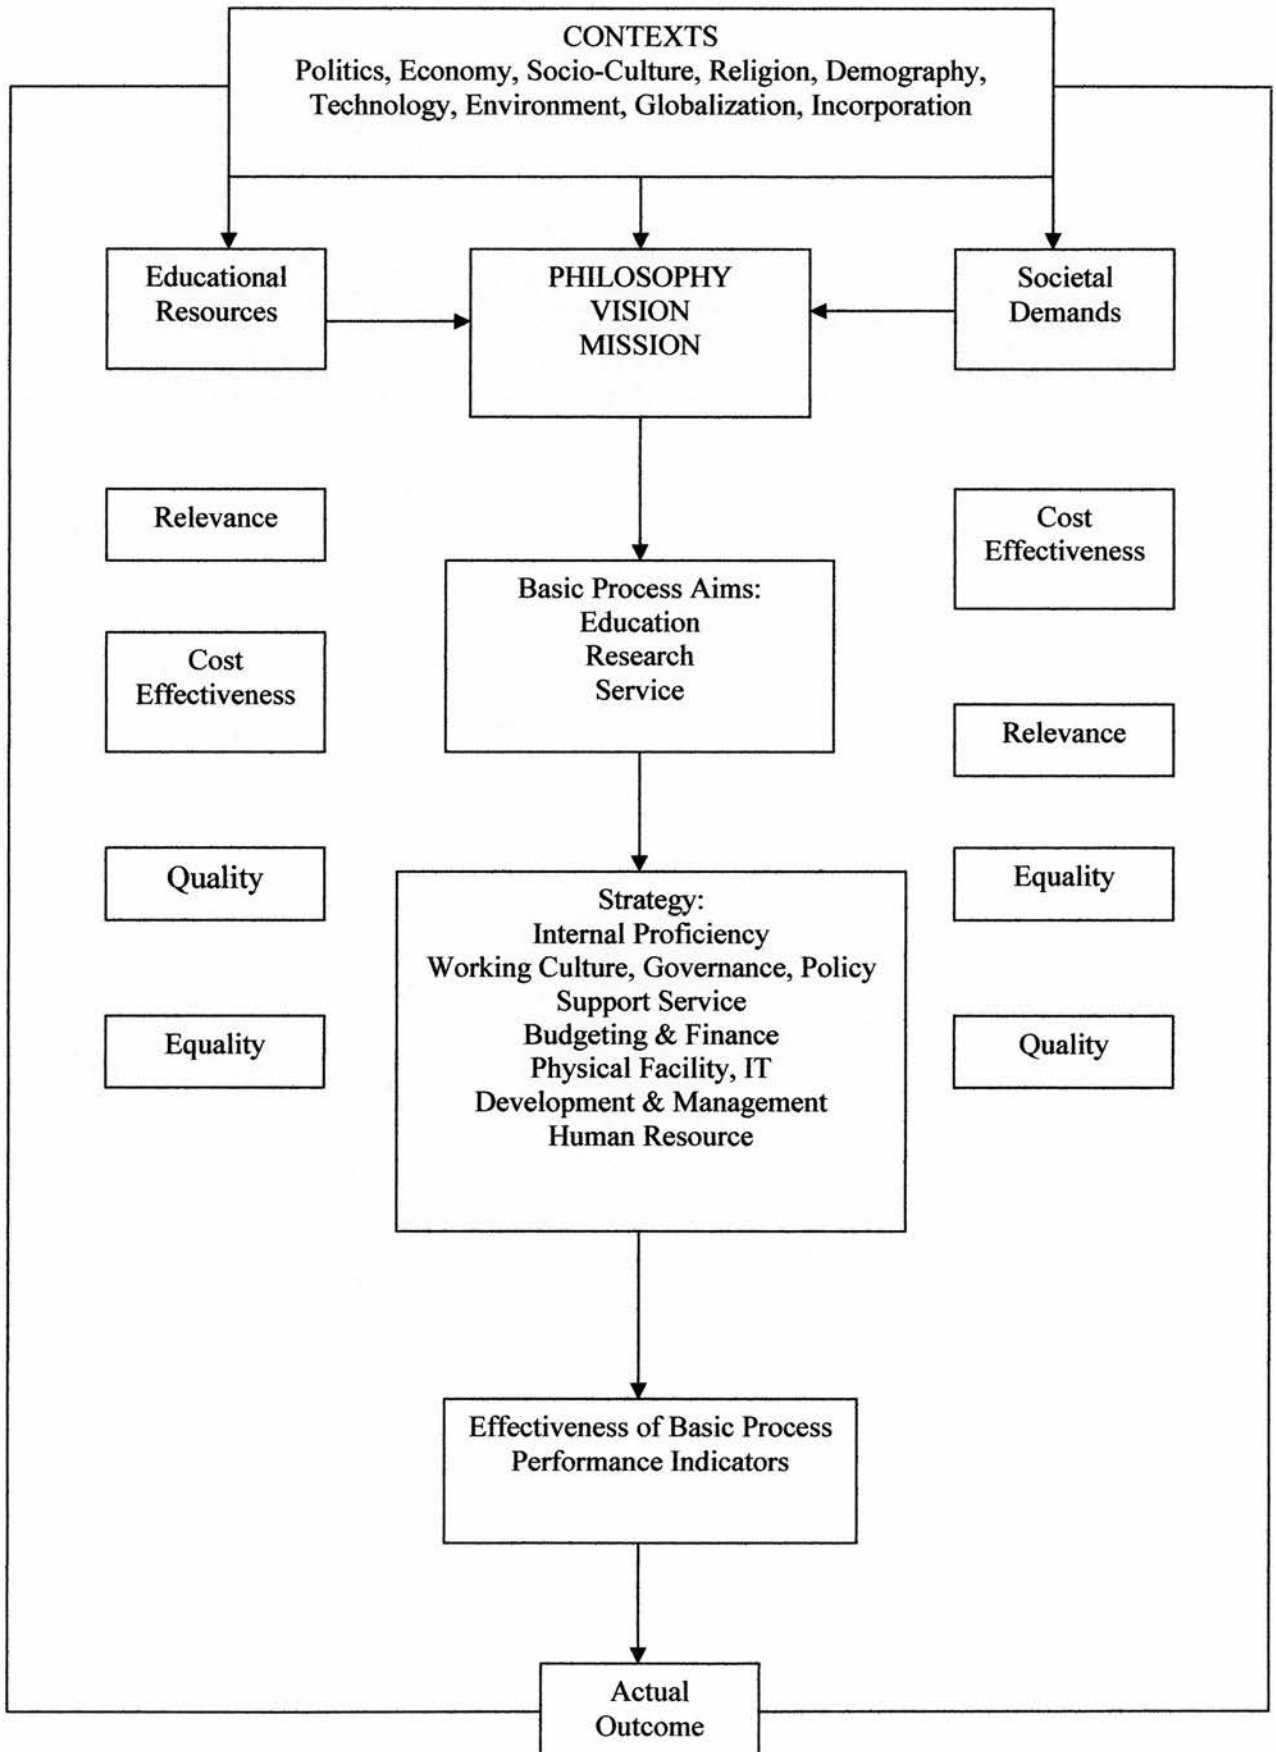 CONTEXTS
Politics, Economy, Socio-Culture, Religion, Demography,
Technology, Environment, Globalization, Incorporation
Educational
Resources
PHILOSOPHY
VISION
MISSION
Societal
Demands
Relevance
Cost
Effectiveness
Basic Process Aims:
Education
Research
Service
Cost
Effectiveness
Relevance
Quality
Strategy:
Internal Proficiency
Working Culture, Governance, Policy
Support Service
Budgeting & Finance
Physical Facility, IT
Development & Management
Human Resource
Equality
Equality
Quality
Effectiveness of Basic Process
Performance Indicators
Actual
Outcome